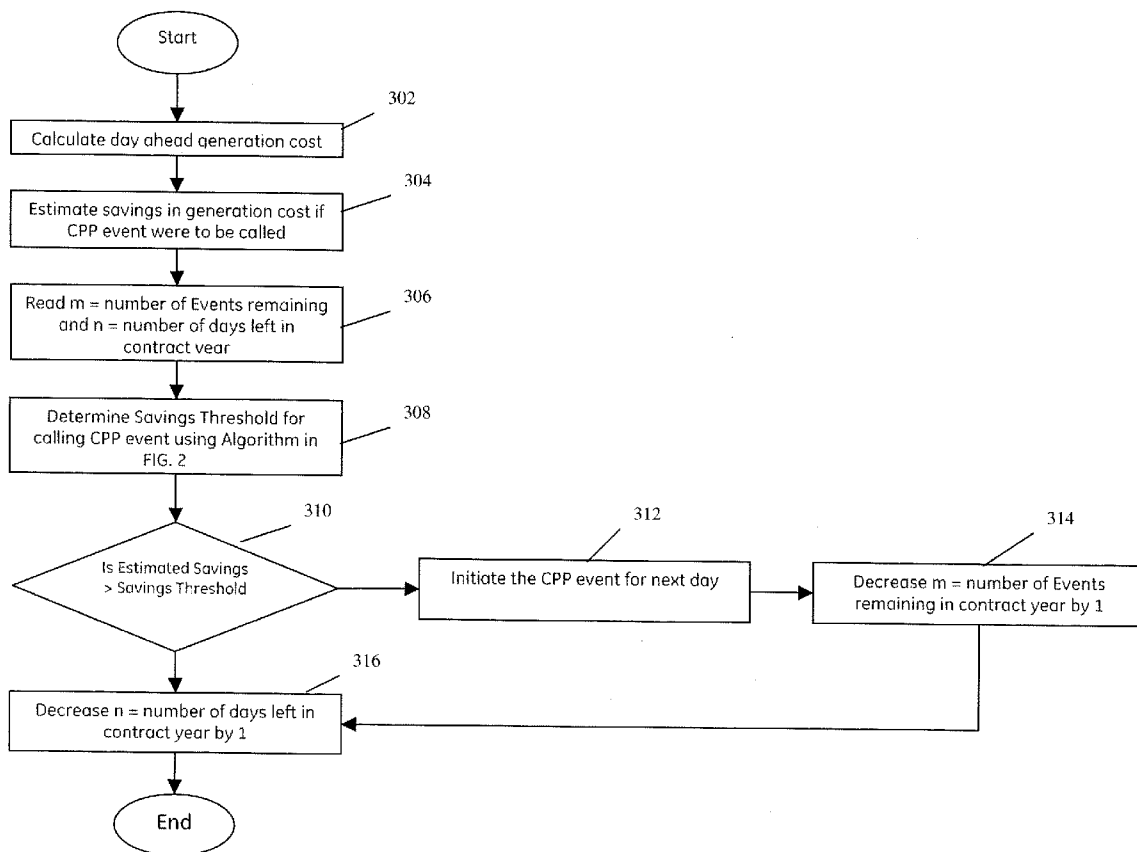 Start
302
Calculate day ahead generation cost
304
Estimate savings in generation cost if
CPP event were to be called
306
Read m = number of Events remaining
and n = number of days left in
contract year
308
Determine Savings Threshold for
calling CPP event using Algorithm in
FIG. 2
310
Is Estimated Savings
> Savings Threshold
312
Initiate the CPP event for next day
314
Decrease m = number of Events
remaining in contract year by 1
316
Decrease n = number of days left in
contract year by 1
End